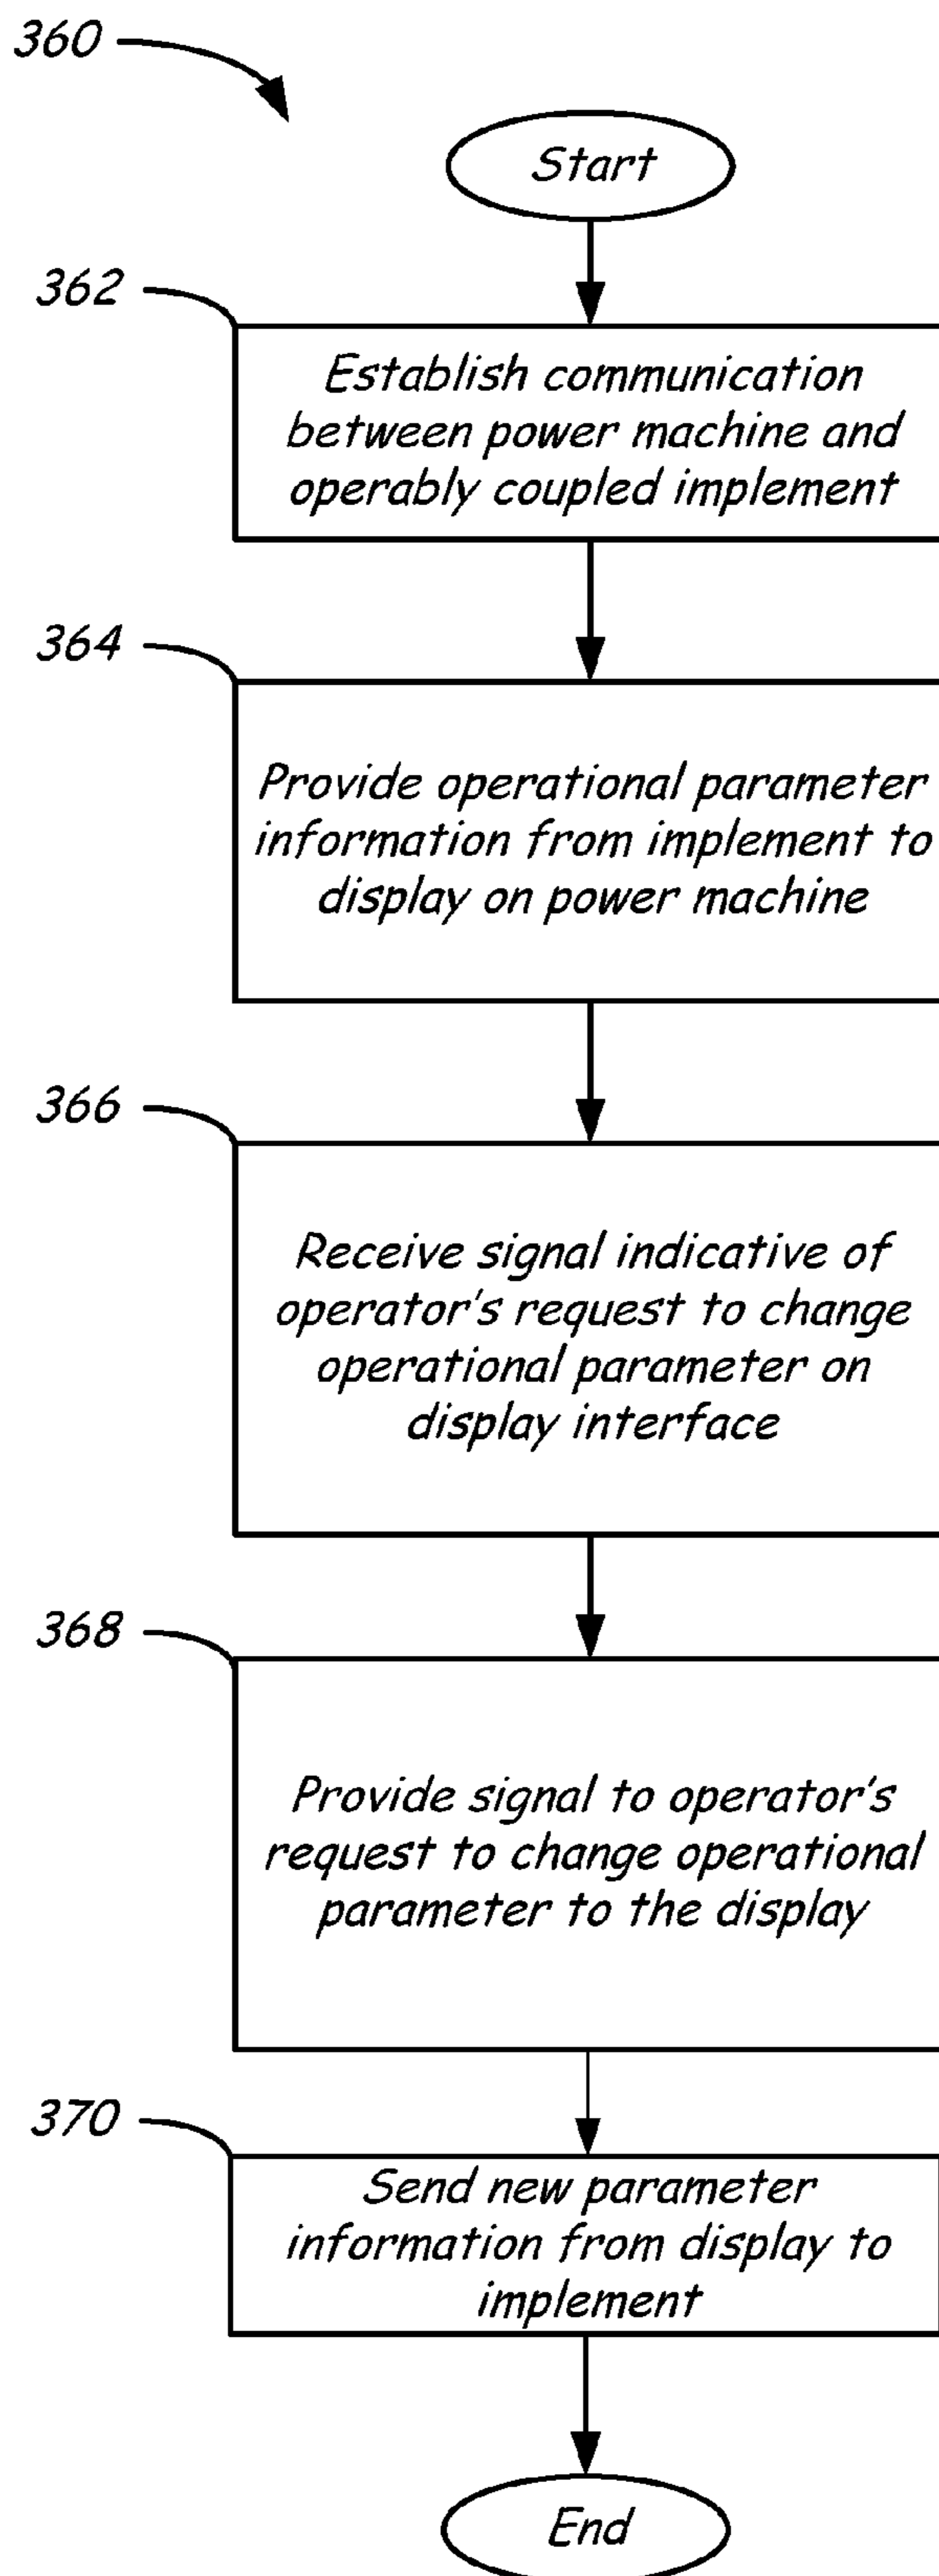 360
Start
362
Establish communication
between power machine and
operably coupled implement
364
Provide operational parameter
information from implement to
display on power machine
366
Receive signal indicative of
operator's request to change
operational parameter on
display interface
368
Provide signal to operator's
request to change operational
parameter to the display
370
Send new parameter
information from display to
implement
End